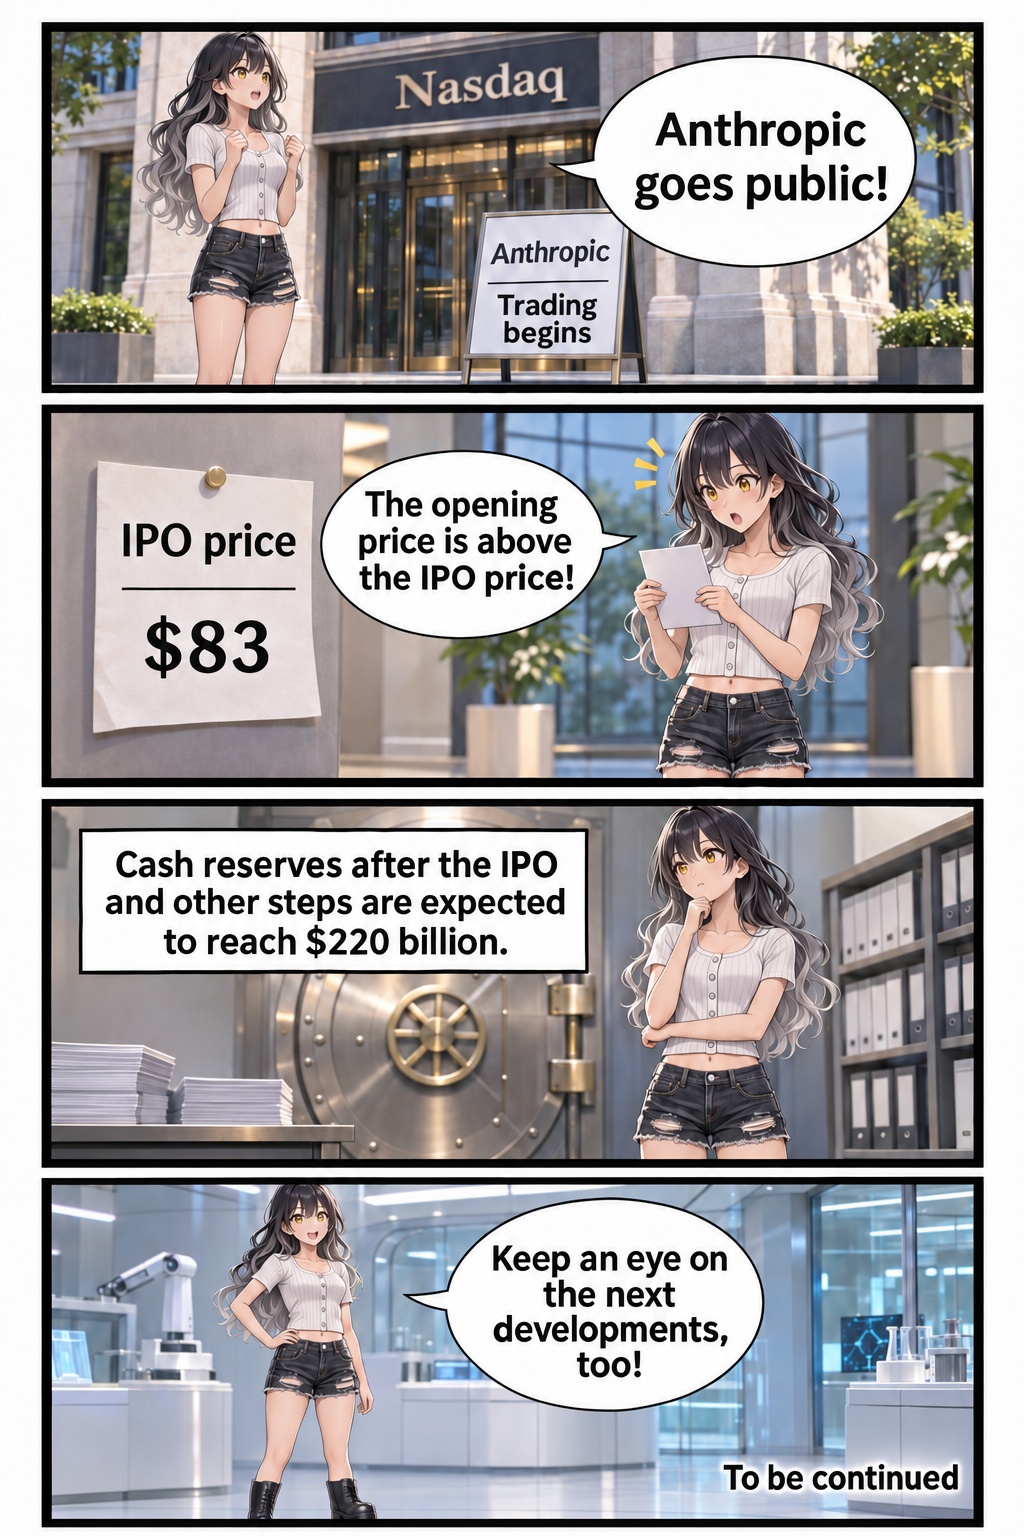 Nasdaq
Anthropic
goes public!
Anthropic
Trading
begins
IPO price
$83
The opening
price is above
the IPO price!
Cash reserves after the IPO
and other steps are expected
to reach $220 billion.
Keep an eye on
the next
developments,
too!
To be continued